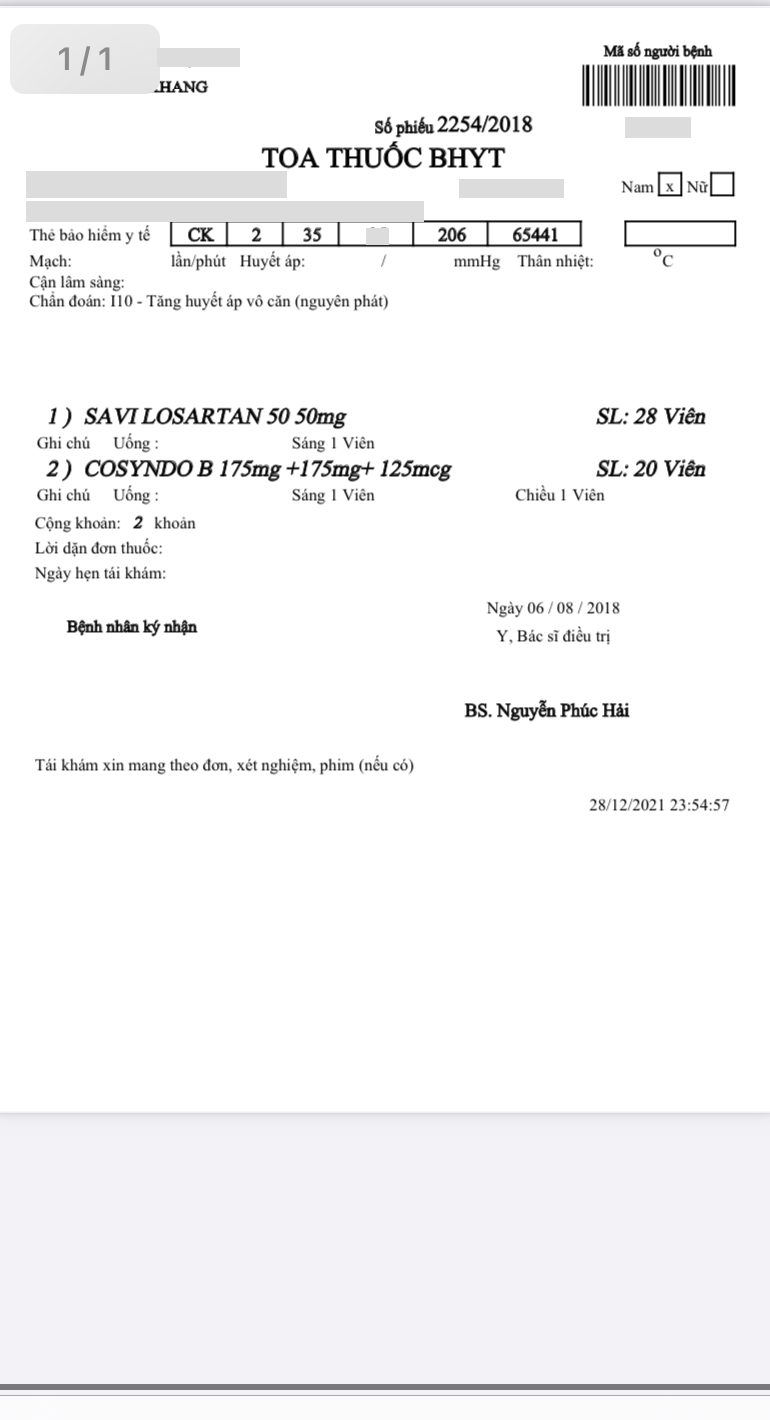 1/1
Mã số người bệnh
HANG
Số phiếu 2254/2018
TOA THUỐC BHYT
Nam x Nữ
Thẻ bảo hiểm y tế CK 2 35 206 65441
Mạch: lần/phút Huyết áp: / mmHg Thân nhiệt: °C
Cận lâm sàng:
Chẩn đoán: I10 - Tăng huyết áp vô căn (nguyên phát)
1 ) SAVI LOSARTAN 50 50mg SL: 28 Viên
Ghi chú Uống : Sáng 1 Viên
2 ) COSYNDO B 175mg +175mg+ 125mcg SL: 20 Viên
Ghi chú Uống : Sáng 1 Viên Chiều 1 Viên
Cộng khoản: 2 khoản
Lời dặn đơn thuốc:
Ngày hẹn tái khám:
Ngày 06 / 08 / 2018
Bệnh nhân ký nhận
Y, Bác sĩ điều trị
BS. Nguyễn Phúc Hải
Tái khám xin mang theo đơn, xét nghiệm, phim (nếu có)
28/12/2021 23:54:57